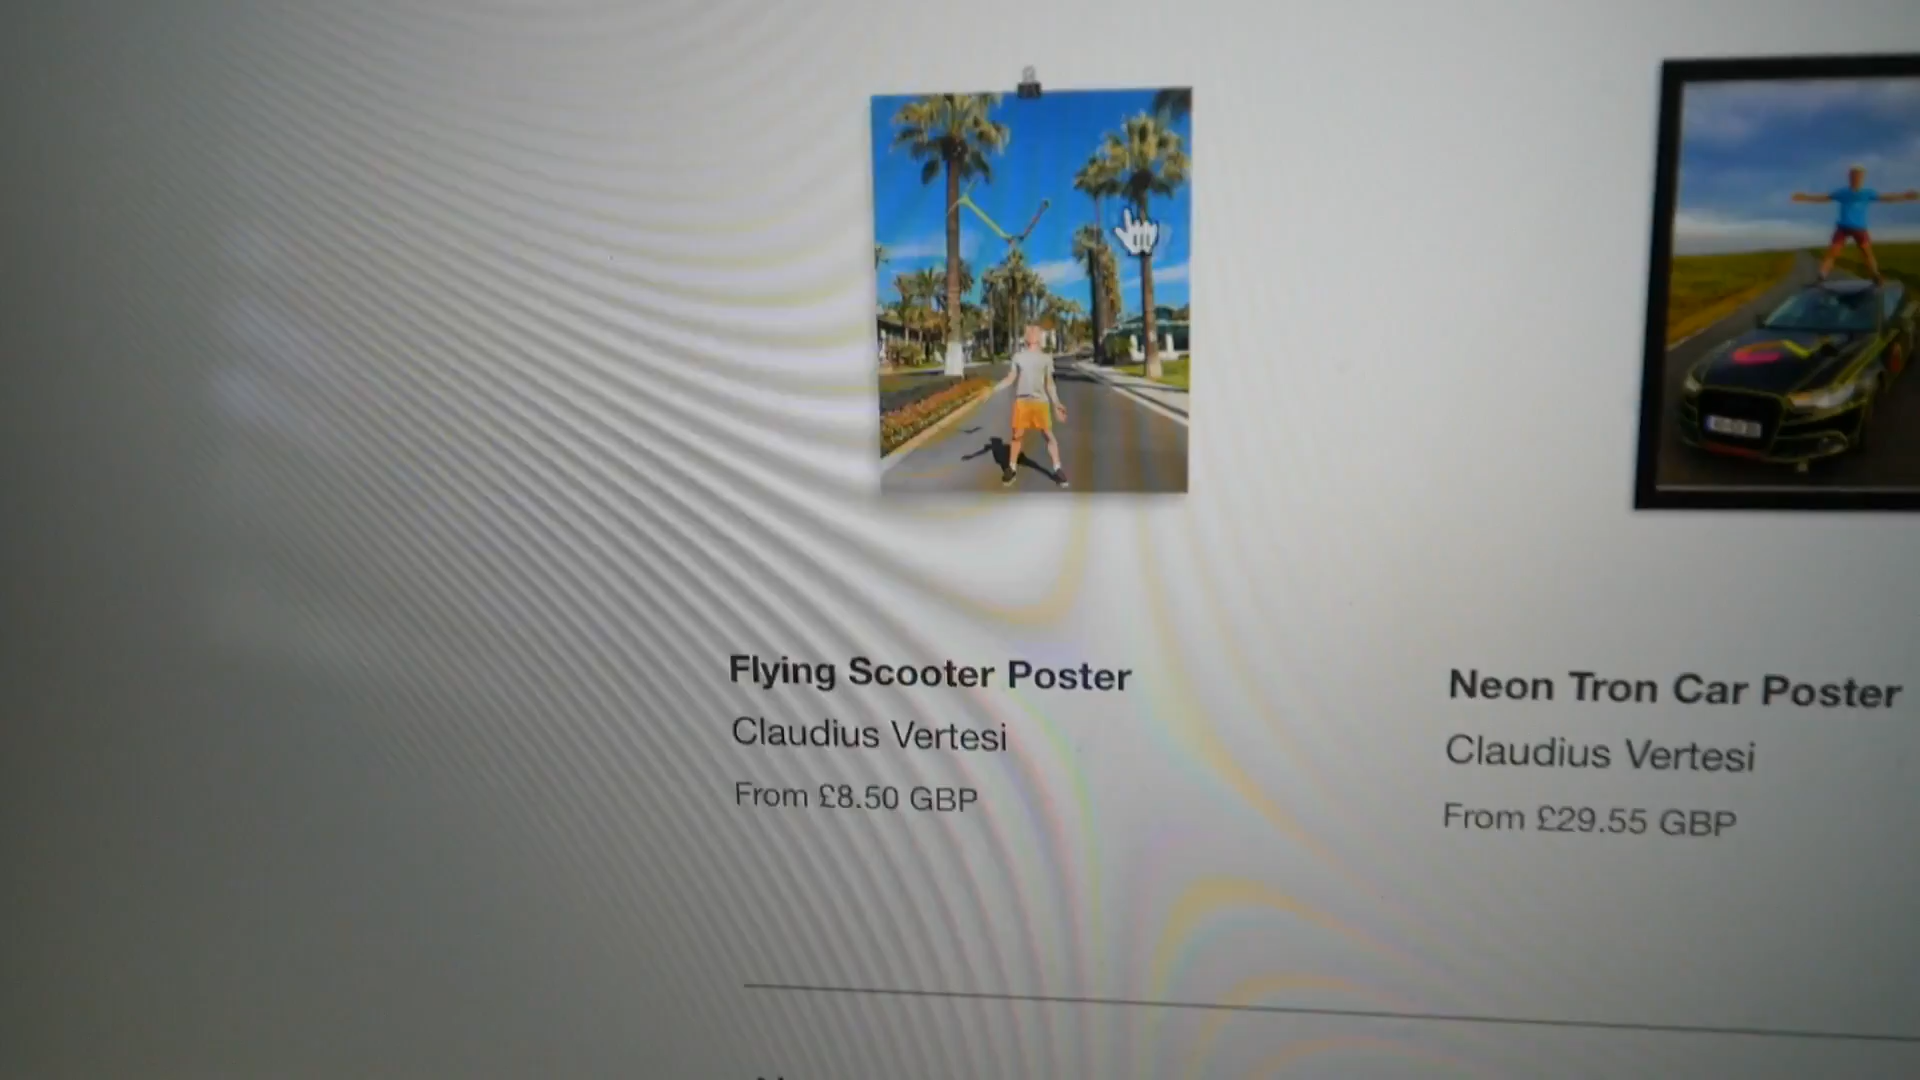 Flying Scooter Poster
Claudius Vertesi
From £8.50 GBP
Neon Tron Car Poster
Claudius Vertesi
From £29.55 GBP